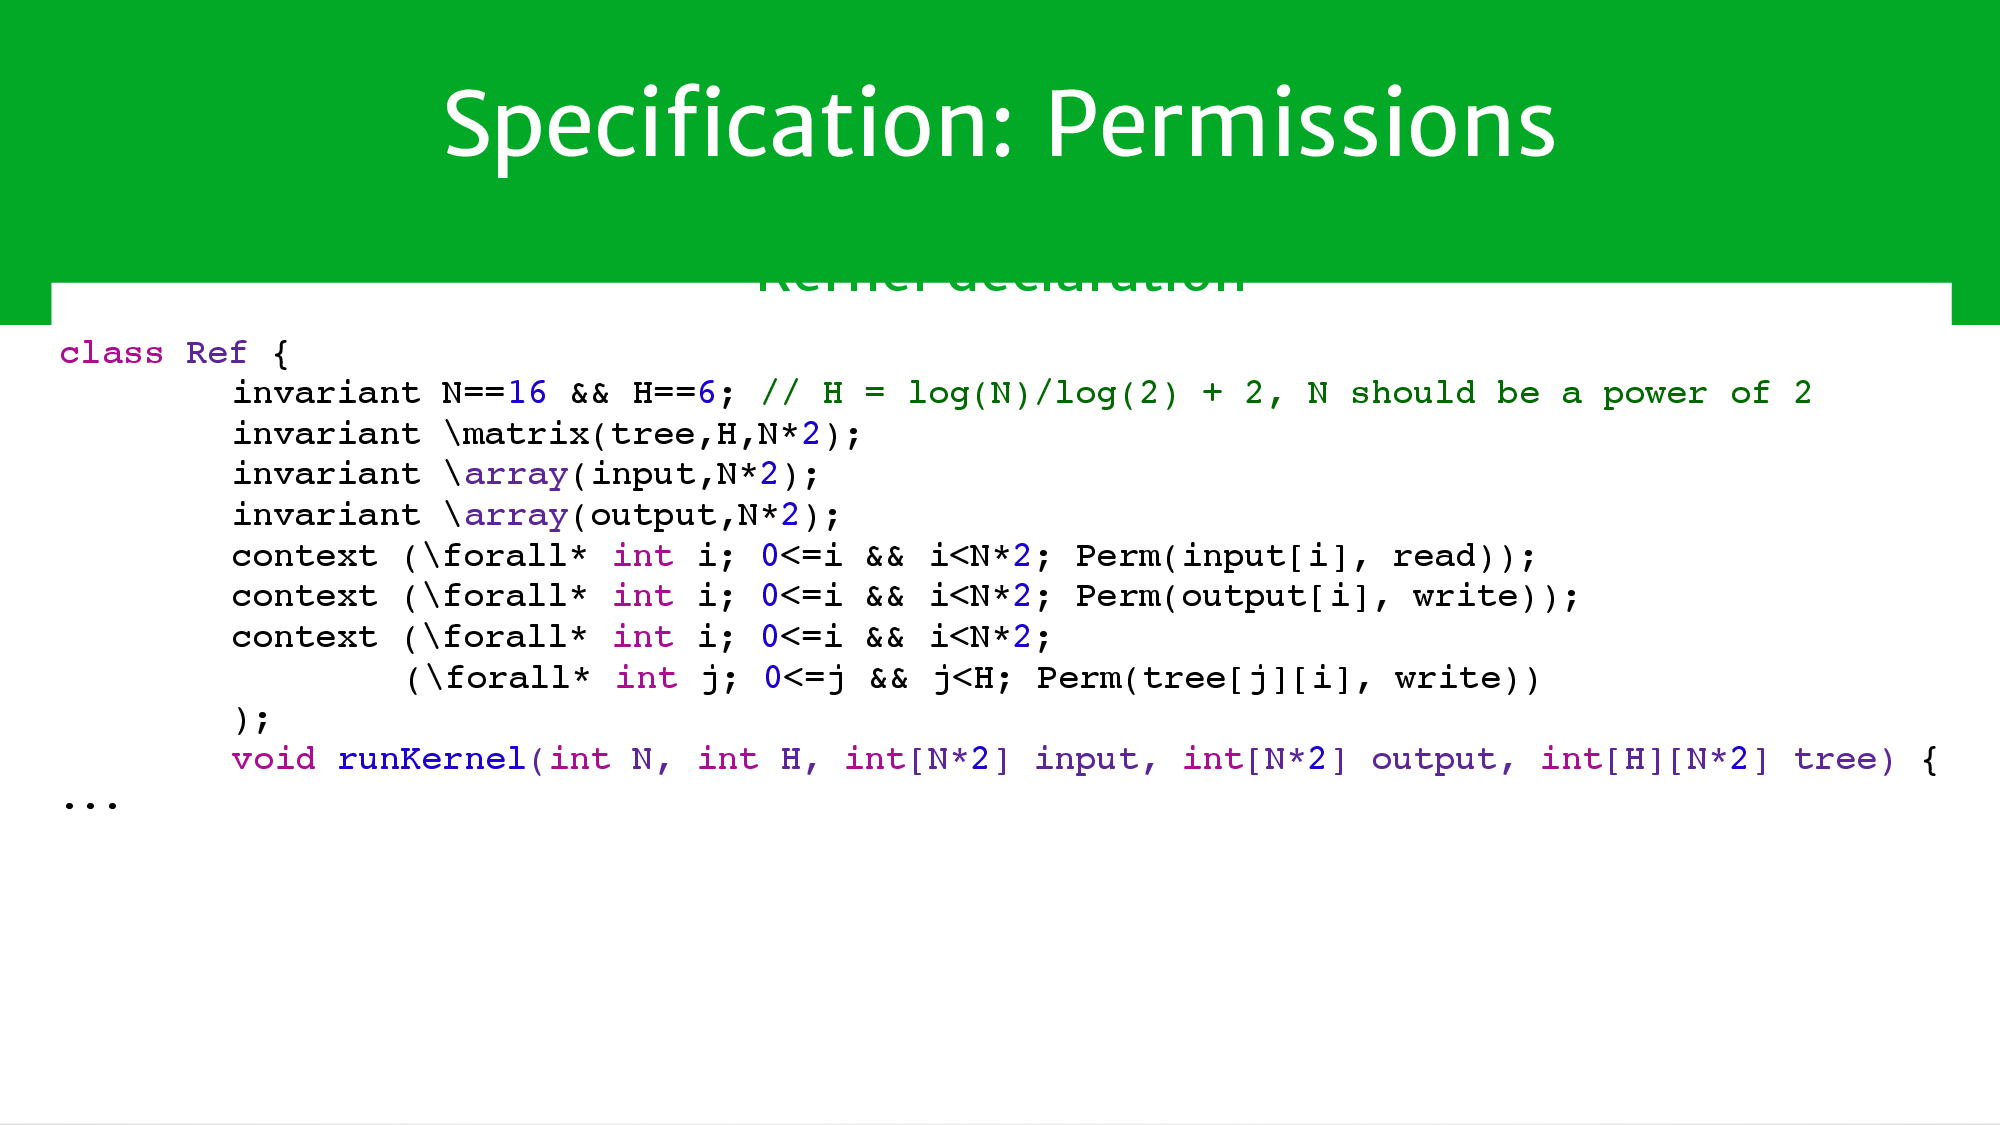 Specification: Permissions
Kernel declaration
class Ref {
invariant N==16 && H==6; // H = log(N)/log(2) + 2, N should be a power of 2
invariant \matrix(tree,H,N*2);
invariant \array(input,N*2);
invariant \array(output,N*2);
context (\forall* int i; 0<=i && i<N*2; Perm(input[i], read));
context (\forall* int i; 0<=i && i<N*2; Perm(output[i], write));
context (\forall* int i; 0<=i && i<N*2;
(\forall* int j; 0<=j && j<H; Perm(tree[j][i], write))
);
void runKernel(int N, int H, int[N*2] input, int[N*2] output, int[H][N*2] tree) {
...